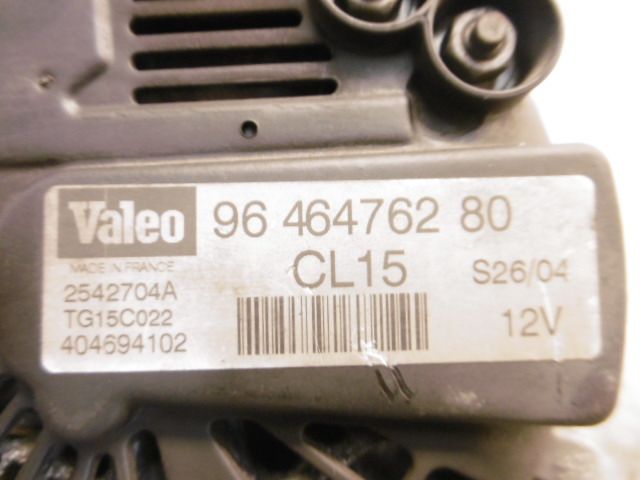 Valeo 96 464762 80
MADE IN FRANCE CL15 S26/04
2542704A
TG15C022 12V
404694102